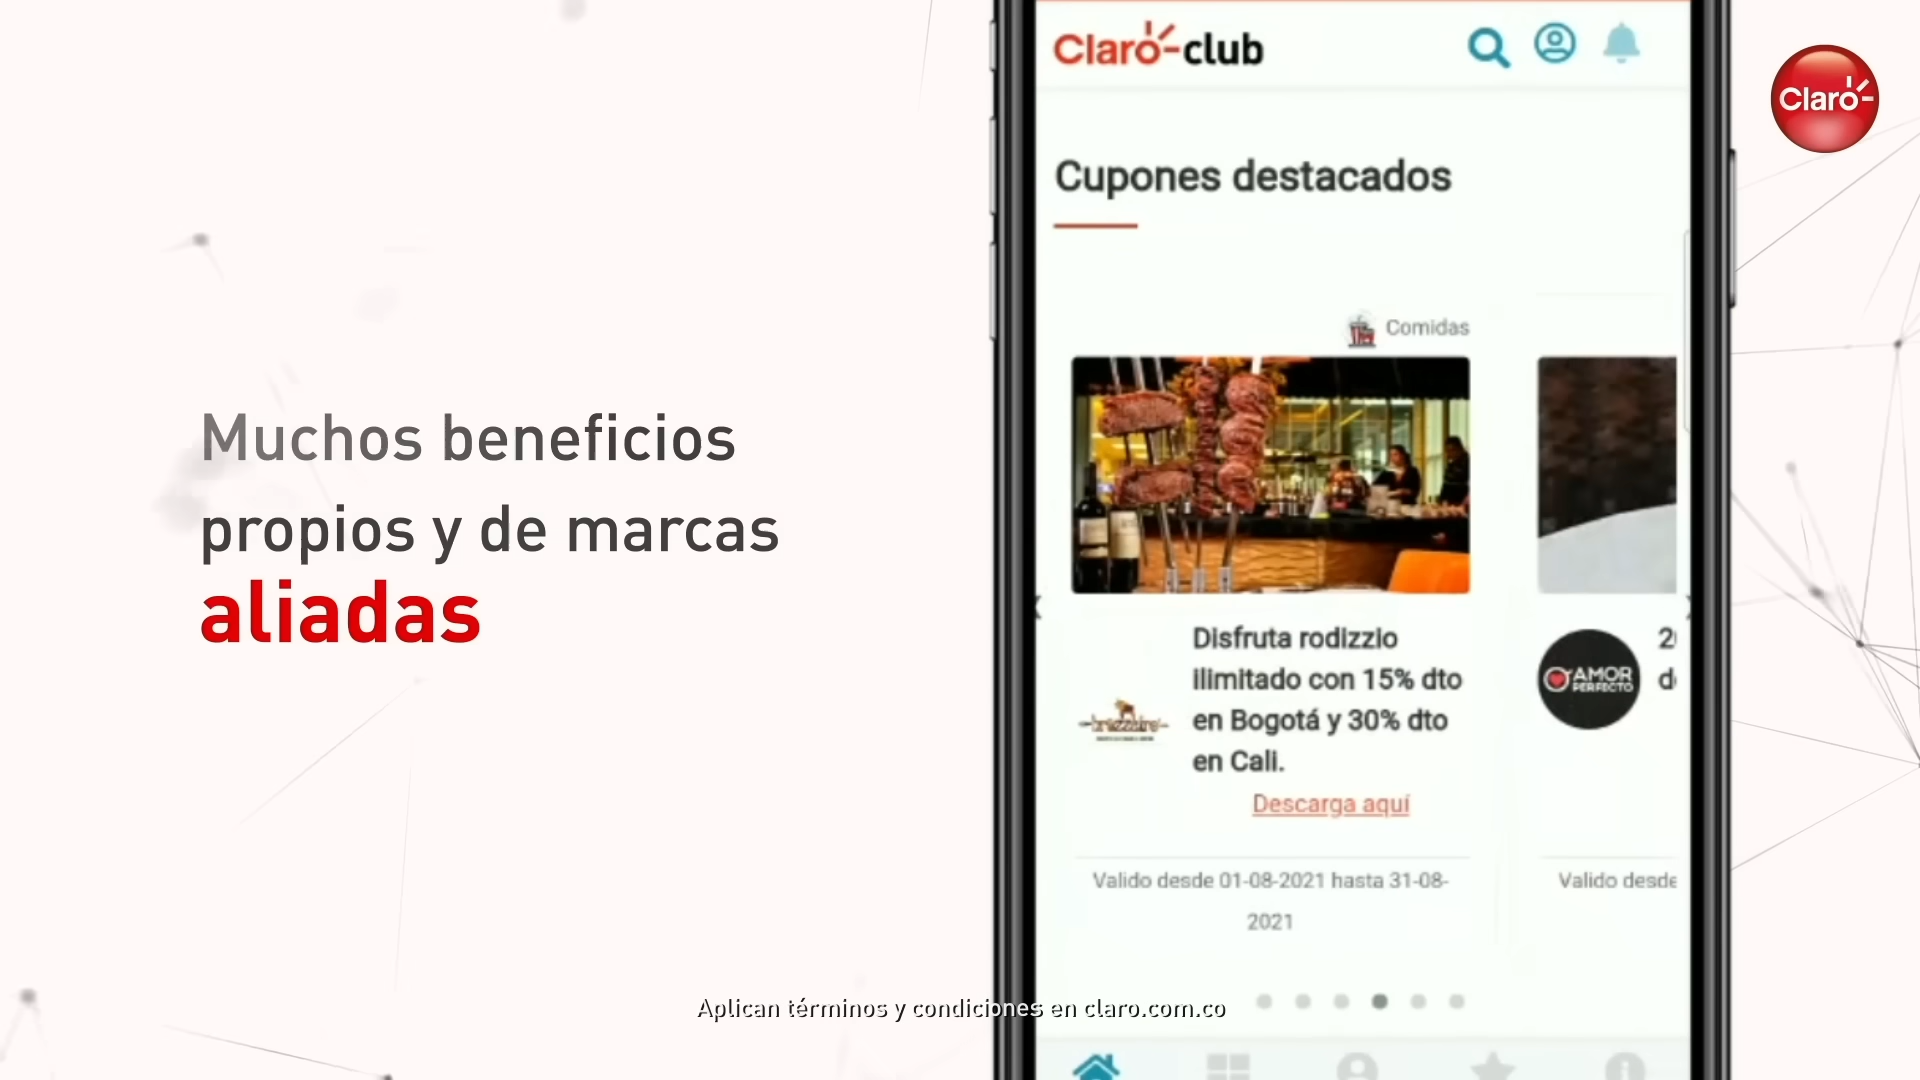 Claro-club
Claro-
Cupones destacados
Comidas
Muchos beneficios
propios y de marcas
aliadas
Disfruta rodizzio
ilimitado con 15% dto
en Bogotá y 30% dto
en Cali.
Descarga aquí
AMOR
PERFECTO
Valido desde 01-08-2021 hasta 31-08-
2021
Valido desde
Aplican términos y condiciones en claro.com.co